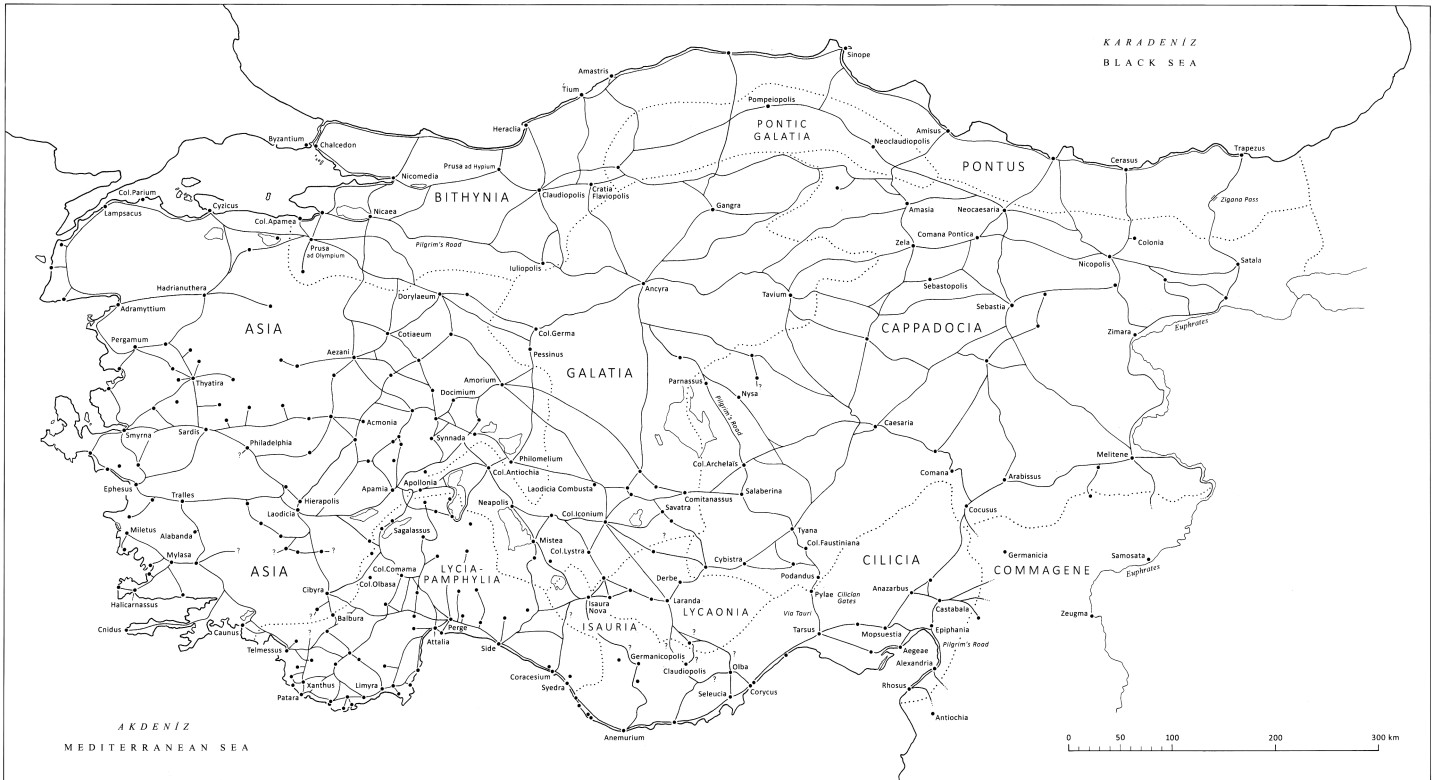 KARADENİZ
BLACK SEA
Sinope
Amastris
Tium
Pompeiopolis
PONTIC
GALATIA
Heraclia
Amisus
Byzantium
Chalcedon
Neoclaudiopolis
Trapezus
Prusa ad Hypium
PONTUS
Cerasus
Nicomedia
BITHYNIA
Claudiopolis
Cratia
Flaviopolis
Col.Parium
Lampsacus
Cyzicus
Col.Apamea
Nicaea
Gangra
Amasia
Neocaesaria
Zigana Pass
Prusa
ad Olympium
Pilgrim's Road
Zela
Comana Pontica
Colonia
Iuliopolis
Nicopolis
Satala
Hadrianuthera
Dorylaeum
Ancyra
Tavium
Sebastopolis
Sebastia
Adramyttium
ASIA
Cotiaeum
Col.Germa
CAPPADOCIA
Zimara
Euphrates
Pergamum
Aezani
Pessinus
GALATIA
Thyatira
Docimium
Amorium
Parnassus
Nysa
?
Pilgrim's Road
Smyrna
Sardis
Acmonia
Caesaria
Philadelphia
?
Synnada
Philomelium
Col.Antiochia
Col.Archelaïs
Melitene
Ephesus
Tralles
Hierapolis
Apamia
Apollonia
Laodicia Combusta
Comana
Arabissus
Laodicia
Neapolis
Comitanassus
Salaberina
Savatra
Cocusus
Miletus
Alabanda
Sagalassus
Col.Iconium
Tyana
Mylasa
?
?
Mistea
Col.Lystra
?
Col.Faustiniana
Cybistra
CILICIA
Germanicia
Samosata
ASIA
Col.Comama
Col.Olbasa
LYCIA-
PAMPHYLIA
Derbe
Podandus
COMMAGENE
Euphrates
Halicarnassus
Cibyra
Isaura
Nova
Laranda
LYCAONIA
Pylae
Cilician
Gates
Anazarbus
Castabala
Zeugma
Cnidus
Caunus
Balbura
?
?
Perge
Attalia
ISAURIA
?
?
Via Tauri
Tarsus
Mopsuestia
Epiphania
Pilgrim's Road
Telmessus
Side
?
Germanicopolis
?
Claudiopolis
?
Olba
Aegeae
Alexandria
Xanthus
Limyra
Coracesium
Syedra
Seleucia
Corycus
Rhosus
Patara
Antiochia
Anemurium
AKDENİZ
MEDITERRANEAN SEA
0 50 100 200 300 km